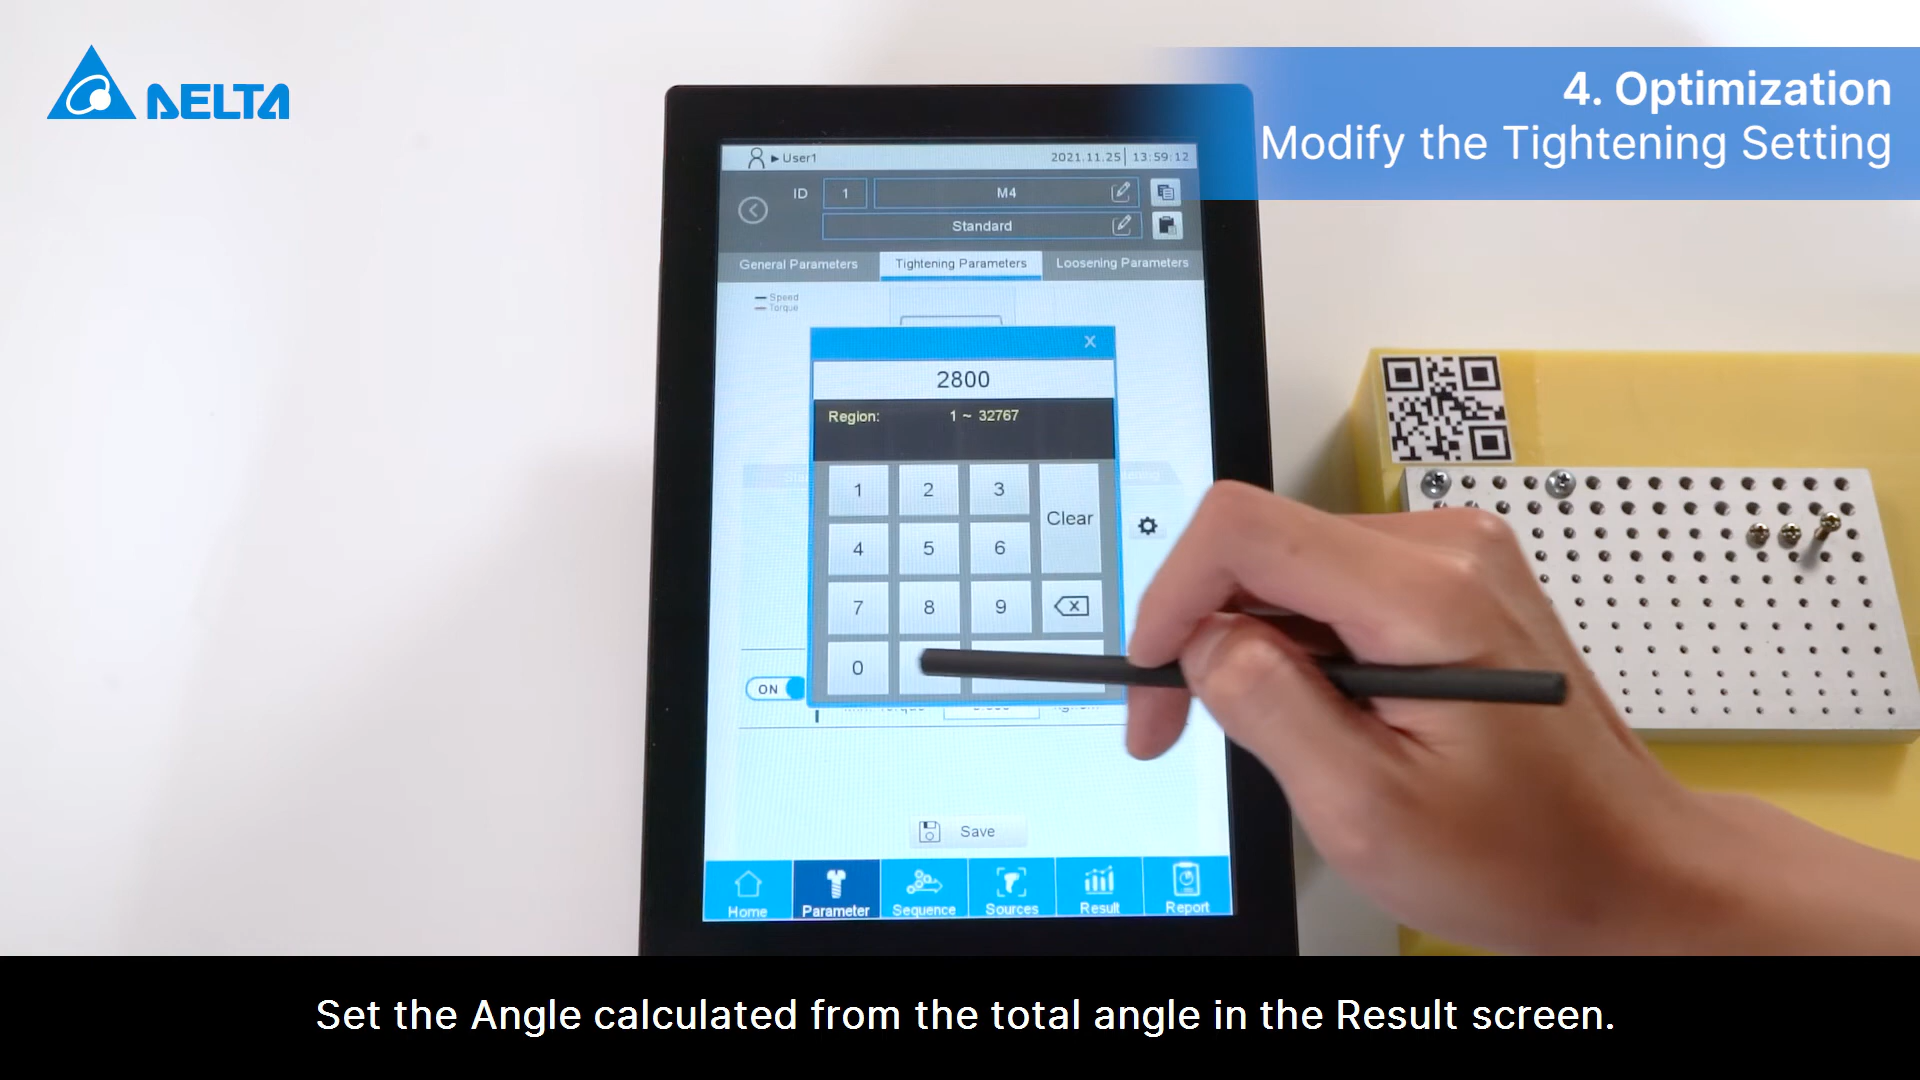 DELTA
4. Optimization
Modify the Tightening Setting
User1
2021.11.25 13:59:12
ID 1 M4
Standard
General Parameters Tightening Parameters Loosening Parameters
Speed
Torque
X
2800
Region: 1 ~ 32767
1 2 3
Clear
4 5 6
7 8 9
0
ON
Save
Home Parameter Sequence Sources Result Report
Set the Angle calculated from the total angle in the Result screen.